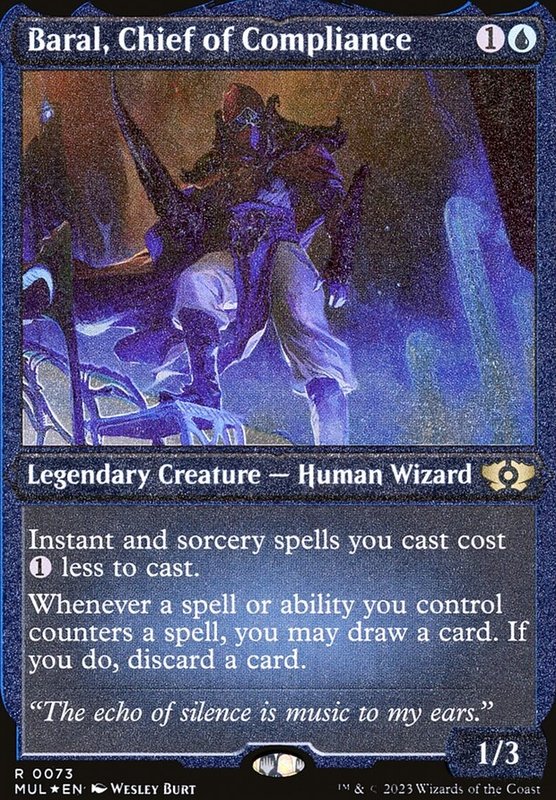 Baral, Chief of Compliance 1
Legendary Creature — Human Wizard
Instant and sorcery spells you cast cost
1 less to cast.
Whenever a spell or ability you control
counters a spell, you may draw a card. If
you do, discard a card.
“The echo of silence is music to my ears.”
1/3
R 0073
MUL★EN Wesley Burt
™ & © 2023 Wizards of the Coast